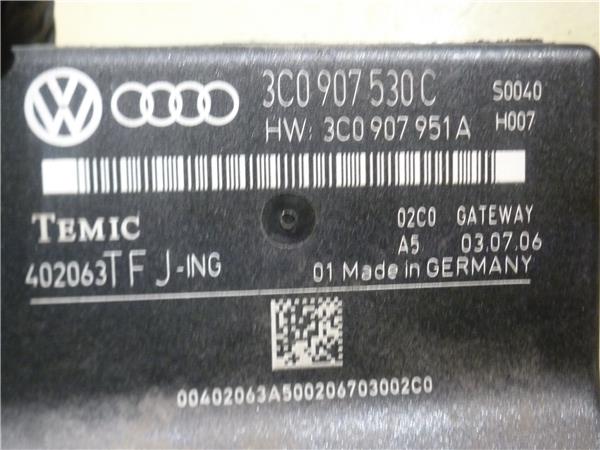 3C0 907 530 C S0040
HW: 3C0 907 951 A H007
TEMIC 02C0 GATEWAY
A5 03.07.06
402063TFJ-ING 01 Made in GERMANY
00402063A500206703002C0